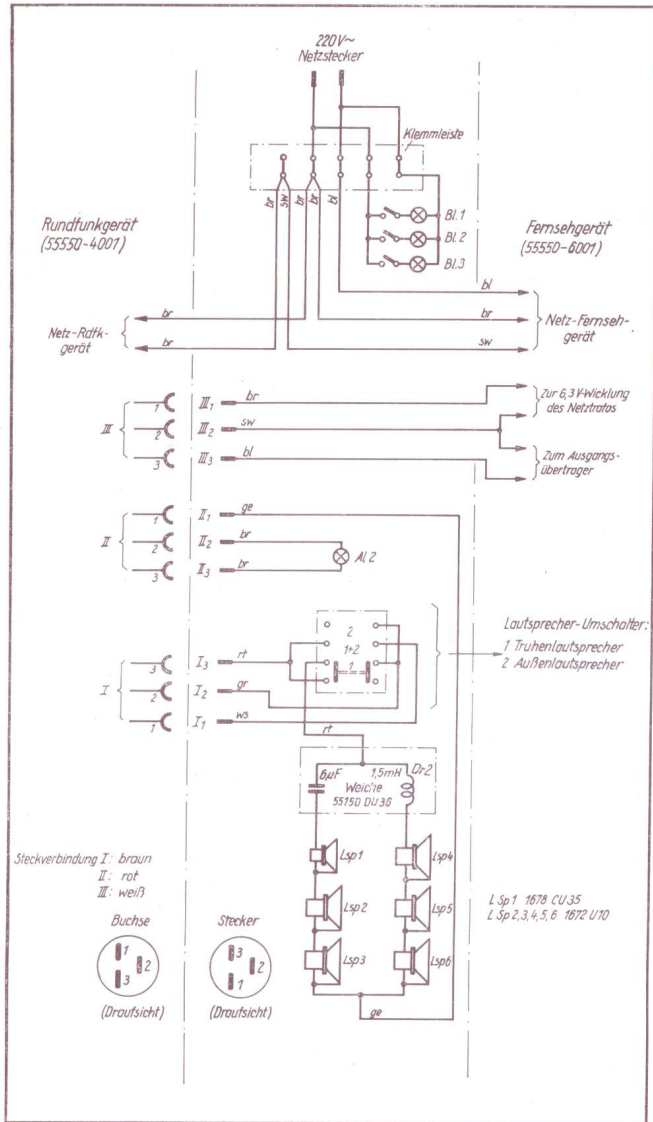 220V~
Netzstecker
Klemmleiste
br
sw
br
br
bl
Bl.1
Bl.2
Bl.3
Rundfunkgerät
(55550-4001)
Fernsehgerät
(55550-6001)
bl
Netz-Rdfk-
gerät
br
br
br
sw
Netz-Fernseh-
gerät
III
1
2
3
III1
III2
III3
br
sw
bl
Zur 6,3 V-Wicklung
des Netztrafos
Zum Ausgangs-
übertrager
II
1
2
3
II1
II2
II3
ge
br
br
Al 2
2
1+2
1
Lautsprecher-Umschalter:
1 Truhenlautsprecher
2 Außenlautsprecher
I
3
2
1
I3
I2
I1
rt
gr
ws
rt
6µF
1,5mH
Dr2
Weiche
55150 DU36
Lsp1
Lsp4
Lsp2
Lsp5
Lsp3
Lsp6
ge
L Sp 1 1678 CU35
L Sp 2,3,4,5,6 1672 U10
Steckverbindung I: braun
II: rot
III: weiß
Buchse
1
2
3
(Draufsicht)
Stecker
3
2
1
(Draufsicht)